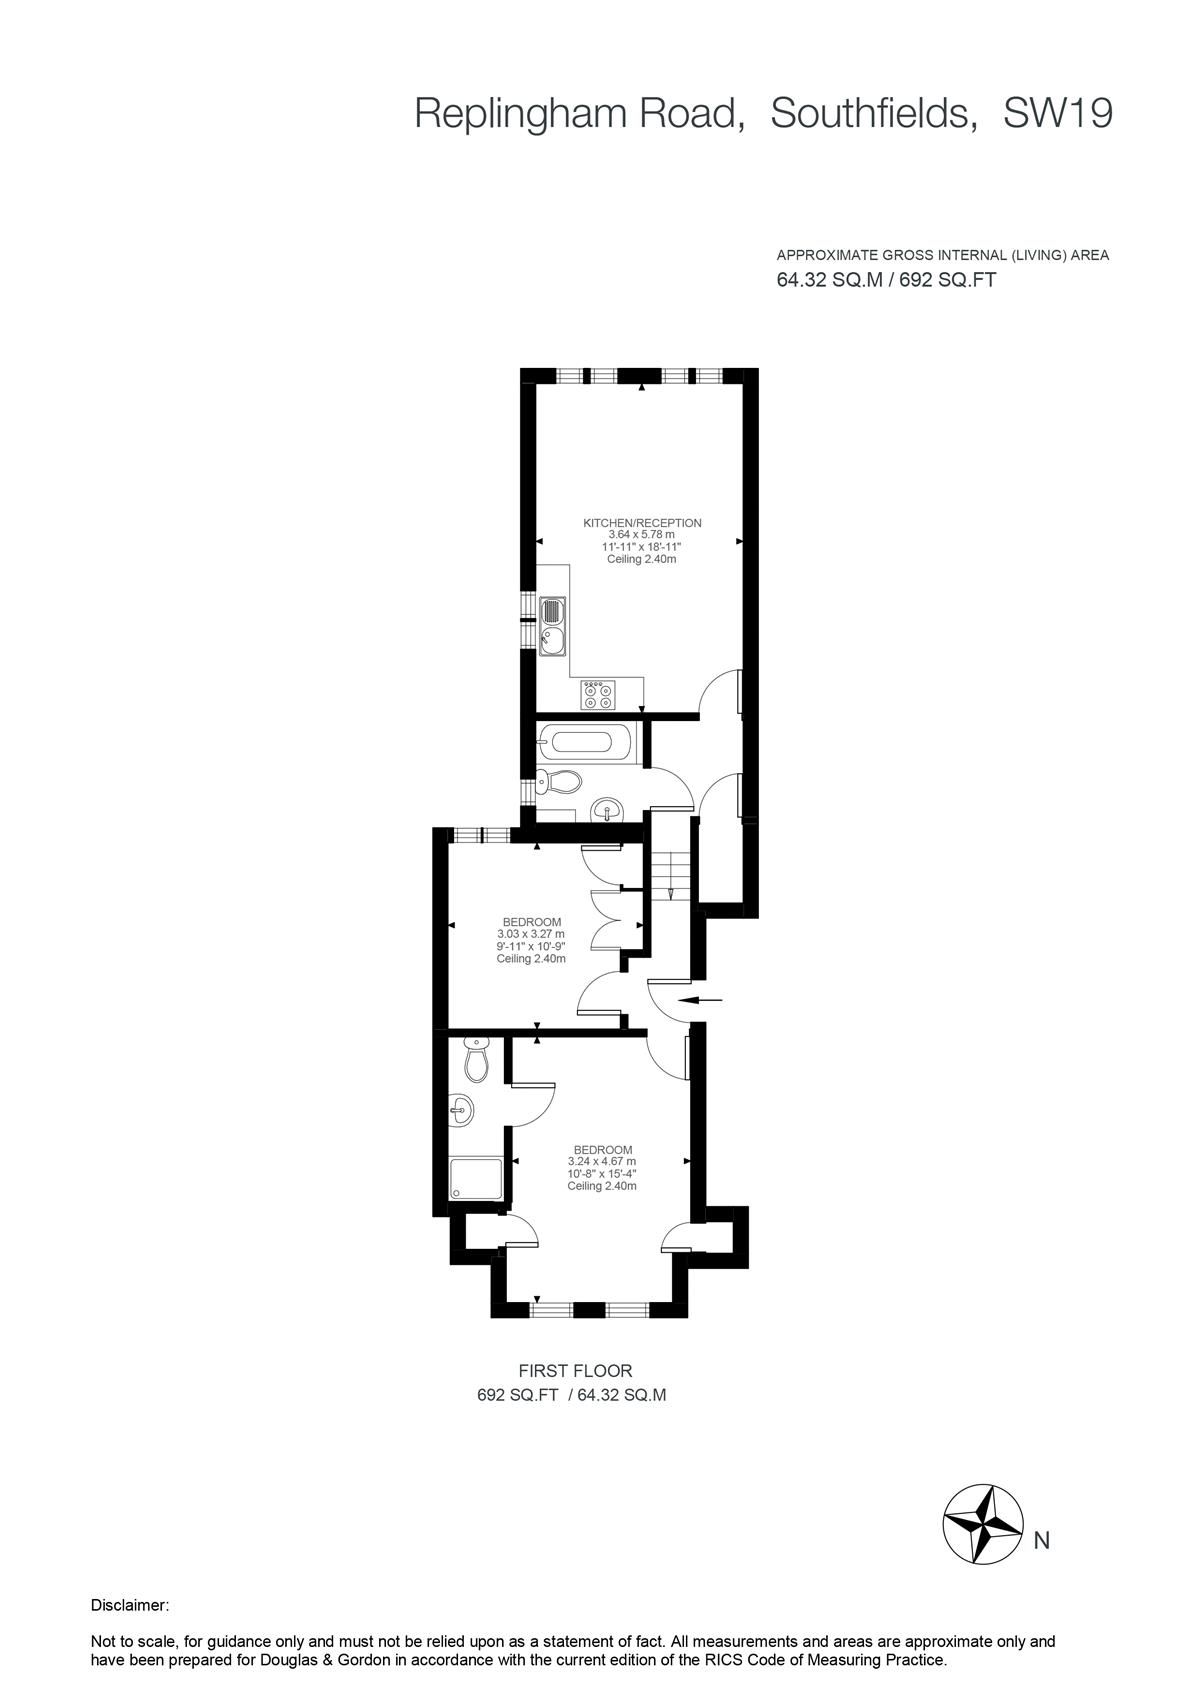 Replingham Road, Southfields, SW19
APPROXIMATE GROSS INTERNAL (LIVING) AREA
64.32 SQ.M / 692 SQ.FT
KITCHEN/RECEPTION
3.64 x 5.78 m
11'-11" x 18'-11"
Ceiling 2.40m
BEDROOM
3.03 x 3.27 m
9'-11" x 10'-9"
Ceiling 2.40m
BEDROOM
3.24 x 4.67 m
10'-8" x 15'-4"
Ceiling 2.40m
FIRST FLOOR
692 SQ.FT / 64.32 SQ.M
N
Disclaimer:
Not to scale, for guidance only and must not be relied upon as a statement of fact. All measurements and areas are approximate only and
have been prepared for Douglas & Gordon in accordance with the current edition of the RICS Code of Measuring Practice.